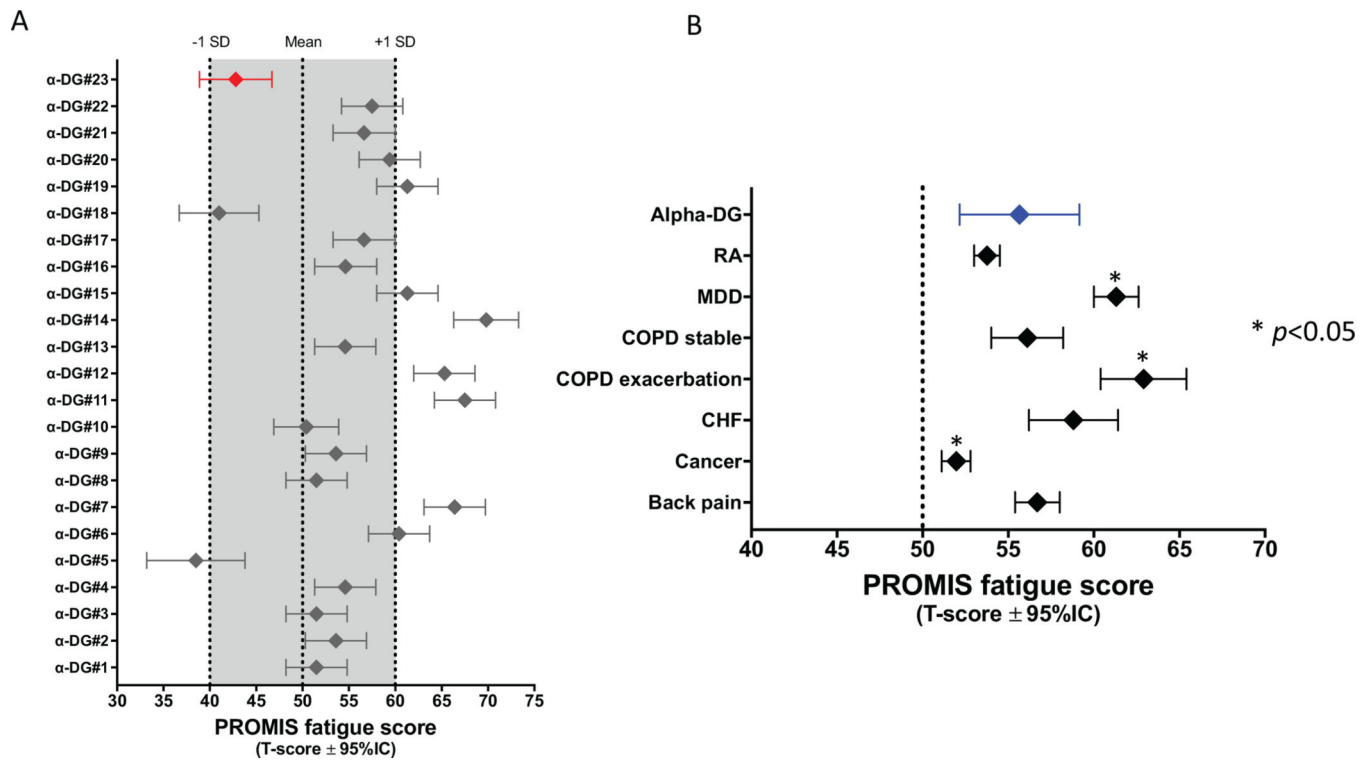 A
-1 SD Mean +1 SD
α-DG#23
α-DG#22
α-DG#21
α-DG#20
α-DG#19
α-DG#18
α-DG#17
α-DG#16
α-DG#15
α-DG#14
α-DG#13
α-DG#12
α-DG#11
α-DG#10
α-DG#9
α-DG#8
α-DG#7
α-DG#6
α-DG#5
α-DG#4
α-DG#3
α-DG#2
α-DG#1
30 35 40 45 50 55 60 65 70 75
PROMIS fatigue score
(T-score ± 95%IC)
B
Alpha-DG
RA
MDD
*
COPD stable
* p<0.05
COPD exacerbation
*
CHF
Cancer
*
Back pain
40 50 55 60 65 70
PROMIS fatigue score
(T-score ± 95%IC)